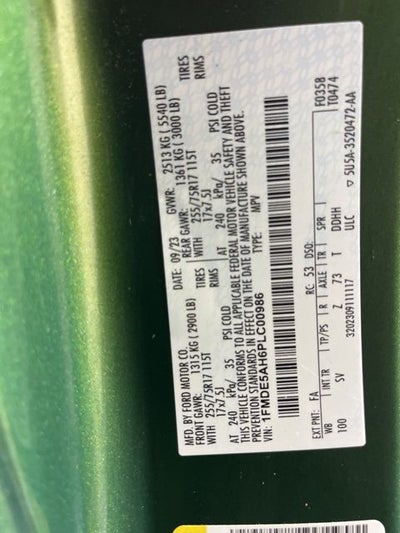 MFD. BY FORD MOTOR CO.
DATE: 09/23 GVWR: 2513 KG ( 5540 LB)
FRONT GAWR: 1315 KG ( 2900 LB)
REAR GAWR: 1361 KG ( 3000 LB)
WITH 255/75R17 115T TIRES
WITH 255/75R17 115T TIRES
17x7.5J RIMS
17x7.5J RIMS
AT 240 kPa/ 35 PSI COLD
AT 240 kPa/ 35 PSI COLD
THIS VEHICLE CONFORMS TO ALL APPLICABLE FEDERAL MOTOR VEHICLE SAFETY AND THEFT
PREVENTION STANDARDS IN EFFECT ON THE DATE OF MANUFACTURE SHOWN ABOVE.
VIN: 1FMDE5AH6PLC00986
TYPE: MPV
F0358
T0474
EXT PNT: FA RC: 53 DSO:
WB INT TR TP/PS R AXLE TR SPR
100 SV Z 73 T DDHH
3202309111117 ULC
▽ 5U5A-3520472-AA